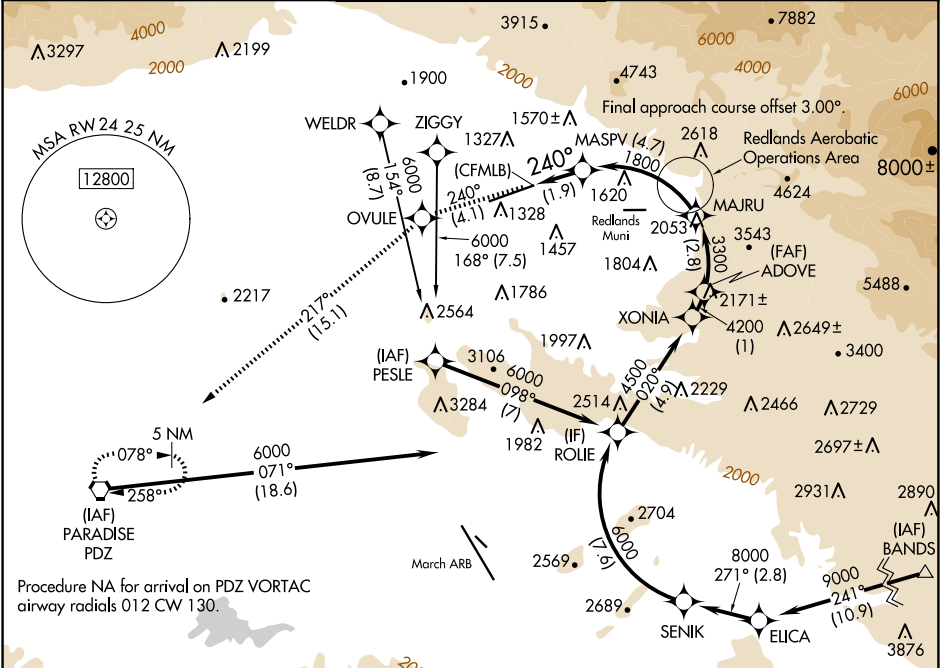 4000
3297
2199
2000
3915
7882
6000
4000
2000
4743
6000
1900
Final approach course offset 3.00°.
MSA RW24 25 NM
12800
WELDR
ZIGGY
1327
1570±
MASPV
(4.7)
1800
2618
Redlands Aerobatic
Operations Area
8000±
4624
6000
154°
(8.7)
(CFMLB)
240°
240°
(4.1)
(1.9)
1620
OVULE
1328
Redlands
Muni
MAJRU
2053
(2.8)
3300
3543
(FAF)
ADOVE
6000
168° (7.5)
1457
1804
5488
2217
217°
(15.1)
1786
2564
2171±
XONIA
4200
(1)
2649±
3400
1997
(IAF)
PESLE
3106
6000
098°
(7)
4500
020°
(4.9)
2229
3284
2514
2466
2729
1982
(IF)
ROLIE
2697±
5 NM
078°
258°
6000
071°
(18.6)
2000
2931
2890
(IAF)
PARADISE
PDZ
(IAF)
BANDS
2704
March ARB
2569
6000
(7.6)
8000
271° (2.8)
9000
241°
(10.9)
Procedure NA for arrival on PDZ VORTAC
airway radials 012 CW 130.
2689
SENIK
ELICA
3876